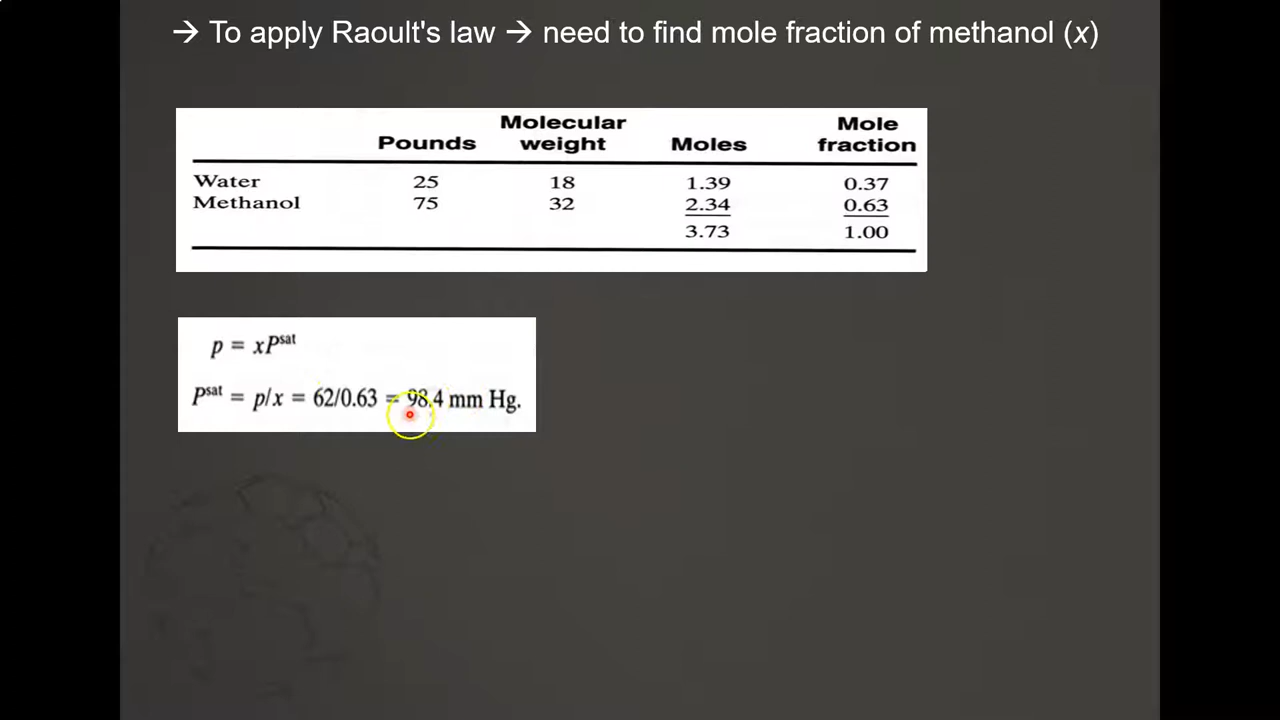 → To apply Raoult's law → need to find mole fraction of methanol (x)
Pounds Molecular weight Moles Mole fraction
Water 25 18 1.39 0.37
Methanol 75 32 2.34 0.63
3.73 1.00
p = xPsat
Psat = p/x = 62/0.63 = 98.4 mm Hg.